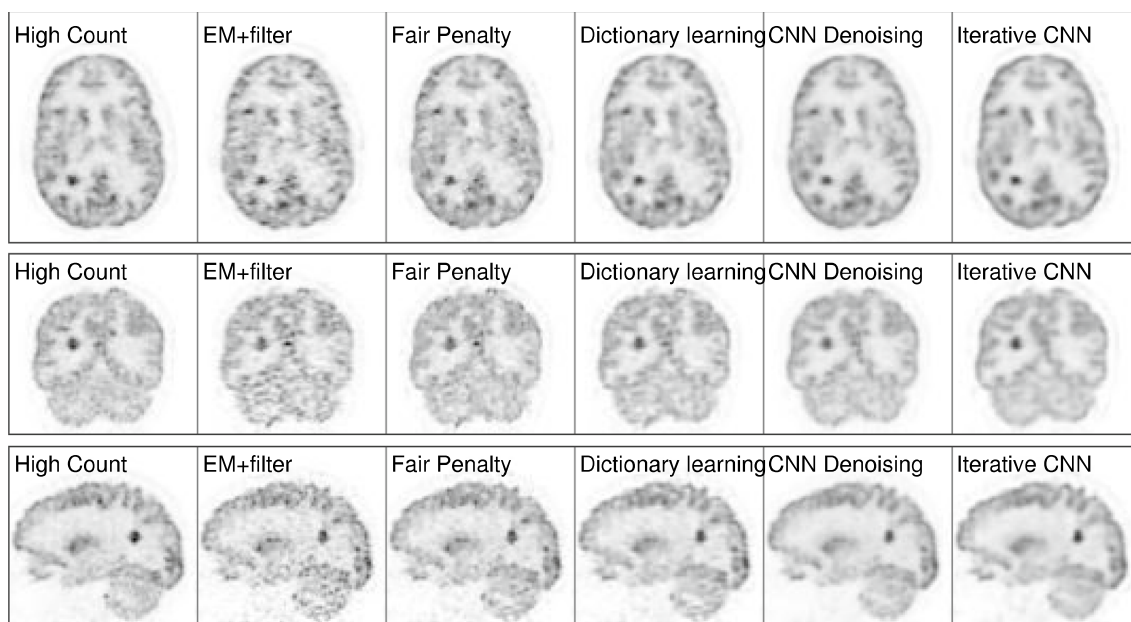 High Count EM+filter Fair Penalty Dictionary learning CNN Denoising Iterative CNN
High Count EM+filter Fair Penalty Dictionary learning CNN Denoising Iterative CNN
High Count EM+filter Fair Penalty Dictionary learning CNN Denoising Iterative CNN